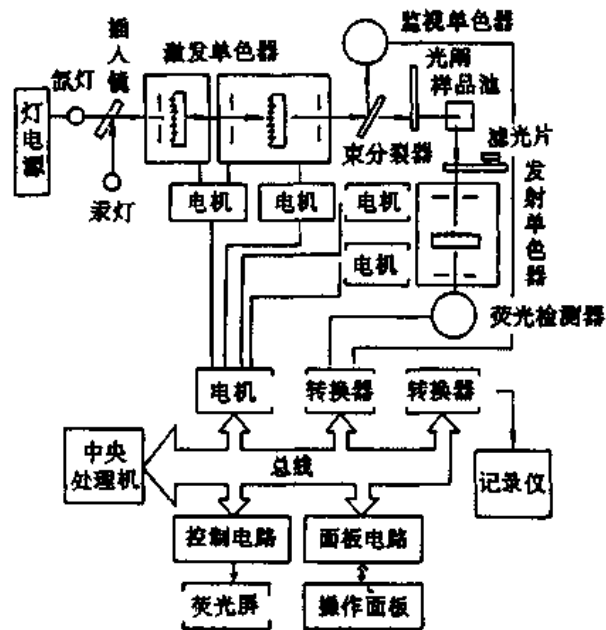 监视单色器
插入镜
激发单色器
光闸
样品池
氙灯
灯电源
束分裂器
滤光片
汞灯
发射单色器
电机
电机
电机
电机
荧光检测器
电机
转换器
转换器
中央
处理机
总线
记录仪
控制电路
面板电路
荧光屏
操作面板